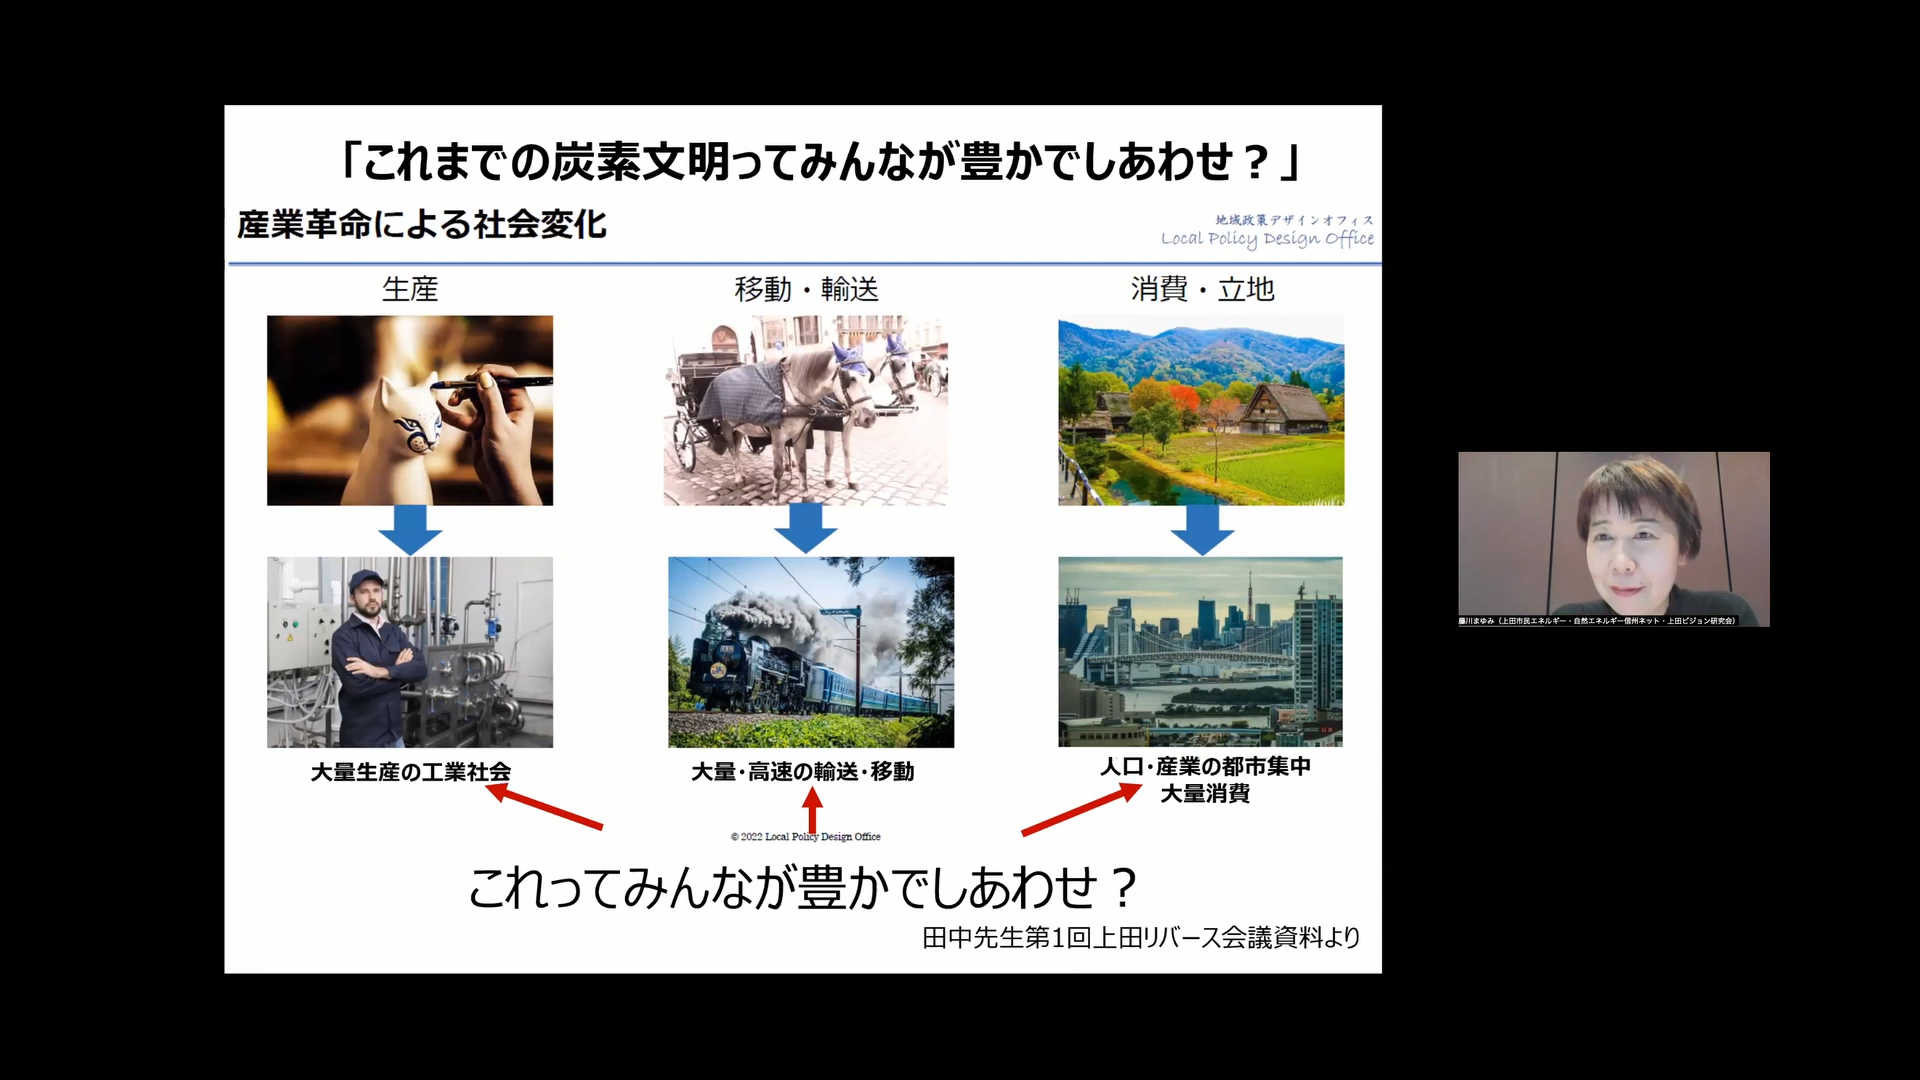 「これまでの炭素文明ってみんなが豊かでしあわせ？」
産業革命による社会変化
地域政策デザインオフィス
Local Policy Design Office
生産
移動・輸送
消費・立地
大量生産の工業社会
大量･高速の輸送･移動
人口･産業の都市集中
大量消費
© 2022 Local Policy Design Office
これってみんなが豊かでしあわせ？
田中先生第1回上田リバース会議資料より
藤川まゆみ（上田市民エネルギー・自然エネルギー信州ネット・上田ビジョン研究会）